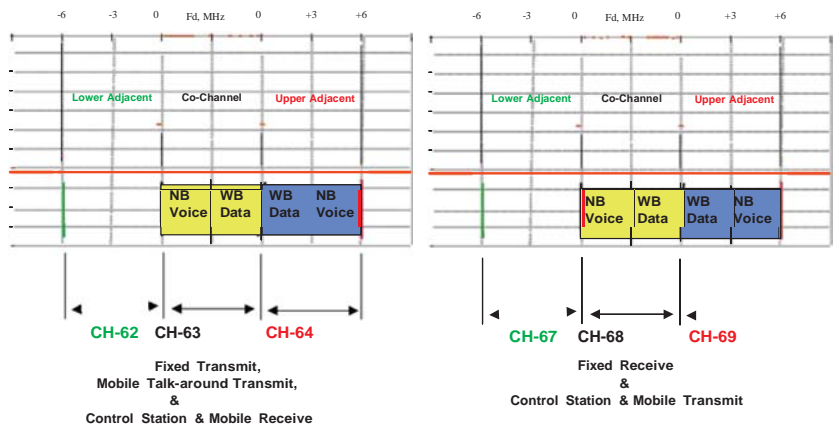 -6 0 Fd, MHz 0 +3 +6
Lower Adjacent Co-Channel Upper Adjacent
NB WB WB NB
Voice Data Data Voice
CH-62 CH-63 CH-64
Fixed Transmit,
Mobile Talk-around Transmit,
&
Control Station & Mobile Receive
-6 0 Fd, MHz 0 +3 +6
Lower Adjacent Co-Channel Upper Adjacent
NB WB WB NB
Voice Data Data Voice
CH-67 CH-68 CH-69
Fixed Receive
&
Control Station & Mobile Transmit